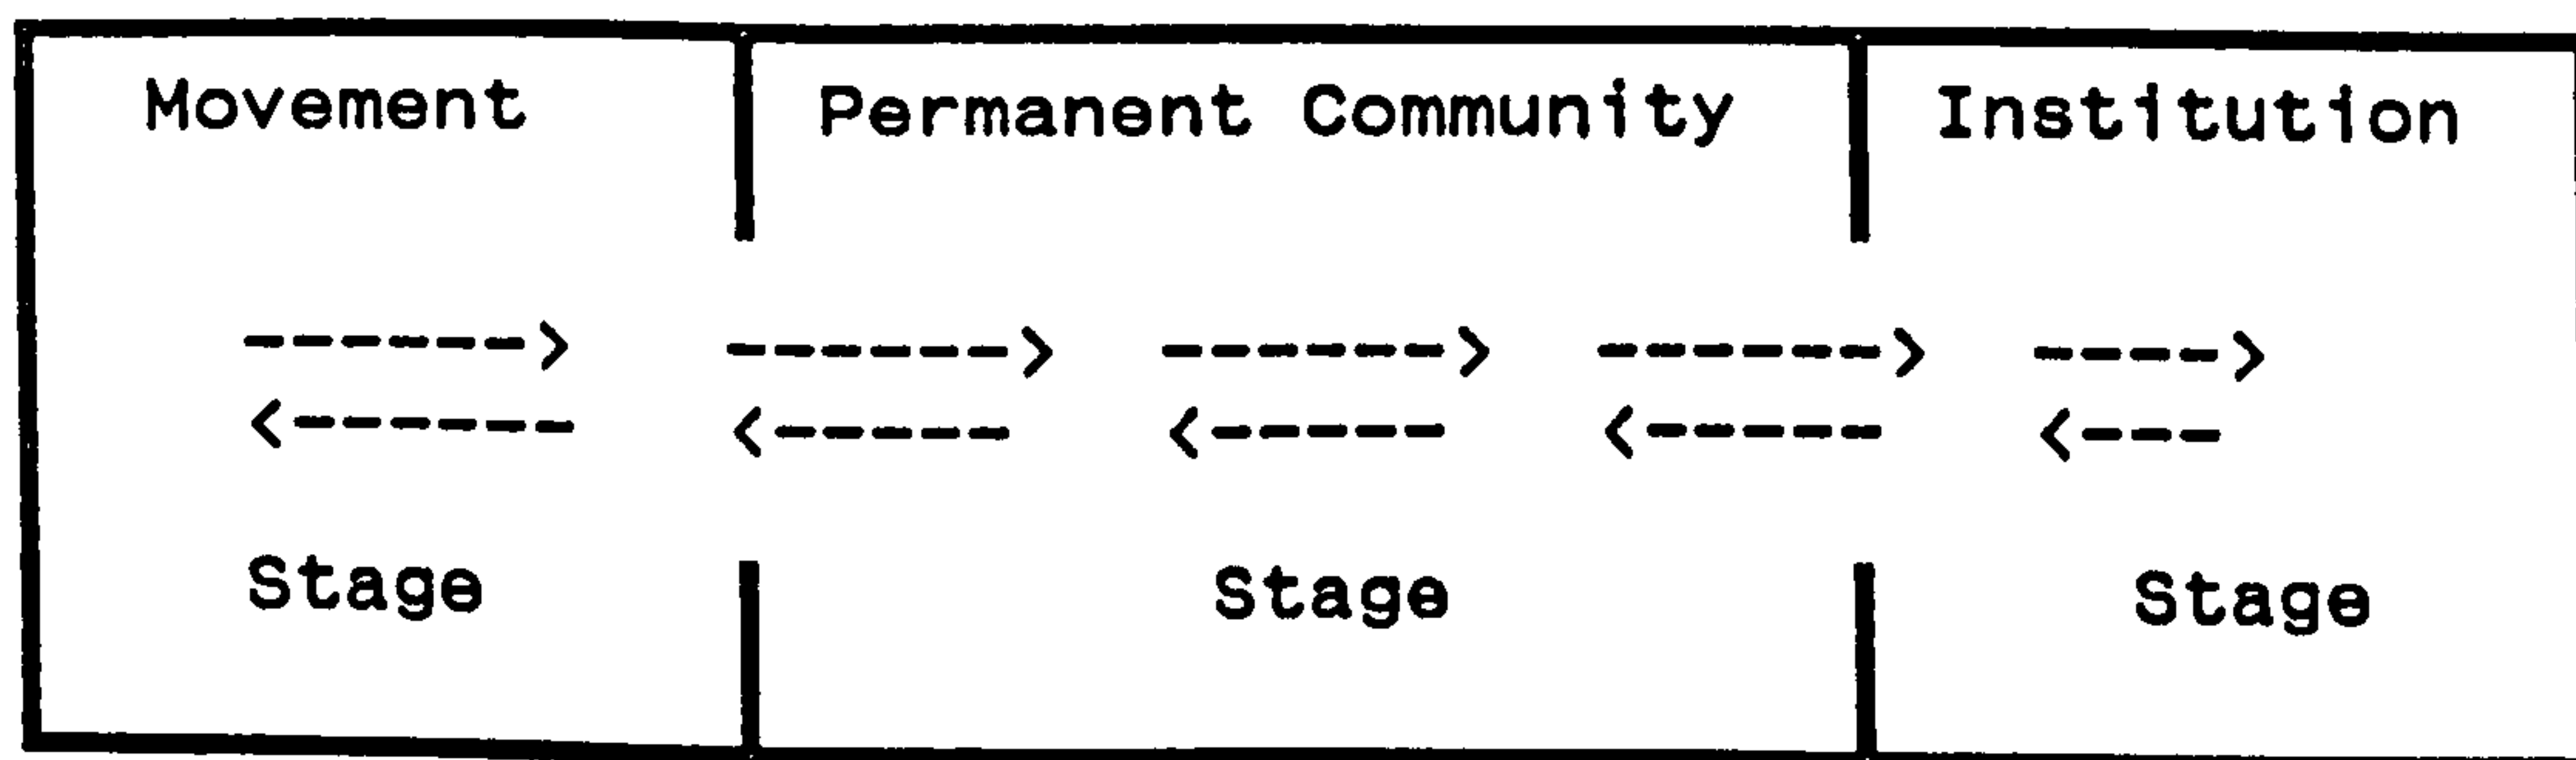 Movement Permanent Community Institution
-------> -------> -------> -------> ---->
<------ <----- <----- <----- <---
Stage Stage Stage